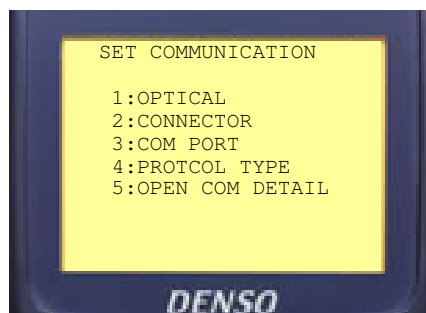 SET COMMUNICATION
1:OPTICAL
2:CONNECTOR
3:COM PORT
4:PROTCOL TYPE
5:OPEN COM DETAIL
DENSO